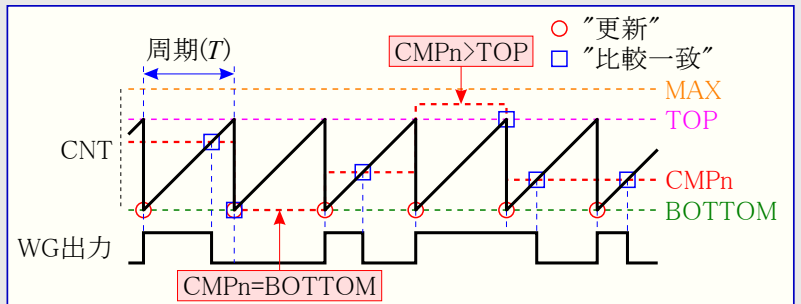 周期(T)
"更新"
"比較一致"
CMPn>TOP
MAX
TOP
CNT
CMPn
BOTTOM
WG出力
CMPn=BOTTOM